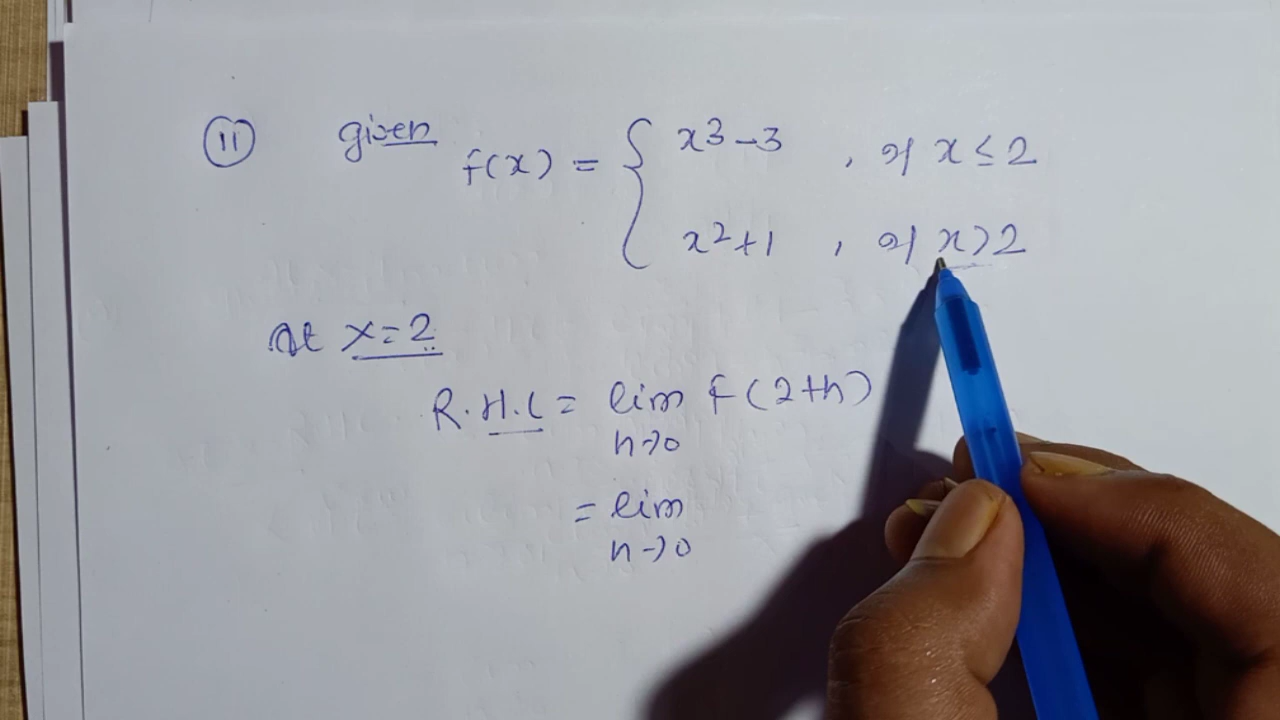 11 given f(x) = { x³-3 , if x ≤ 2
x²+1 , if x>2
At x=2
R.H.L = lim f(2+h)
h→0
= lim
h→0